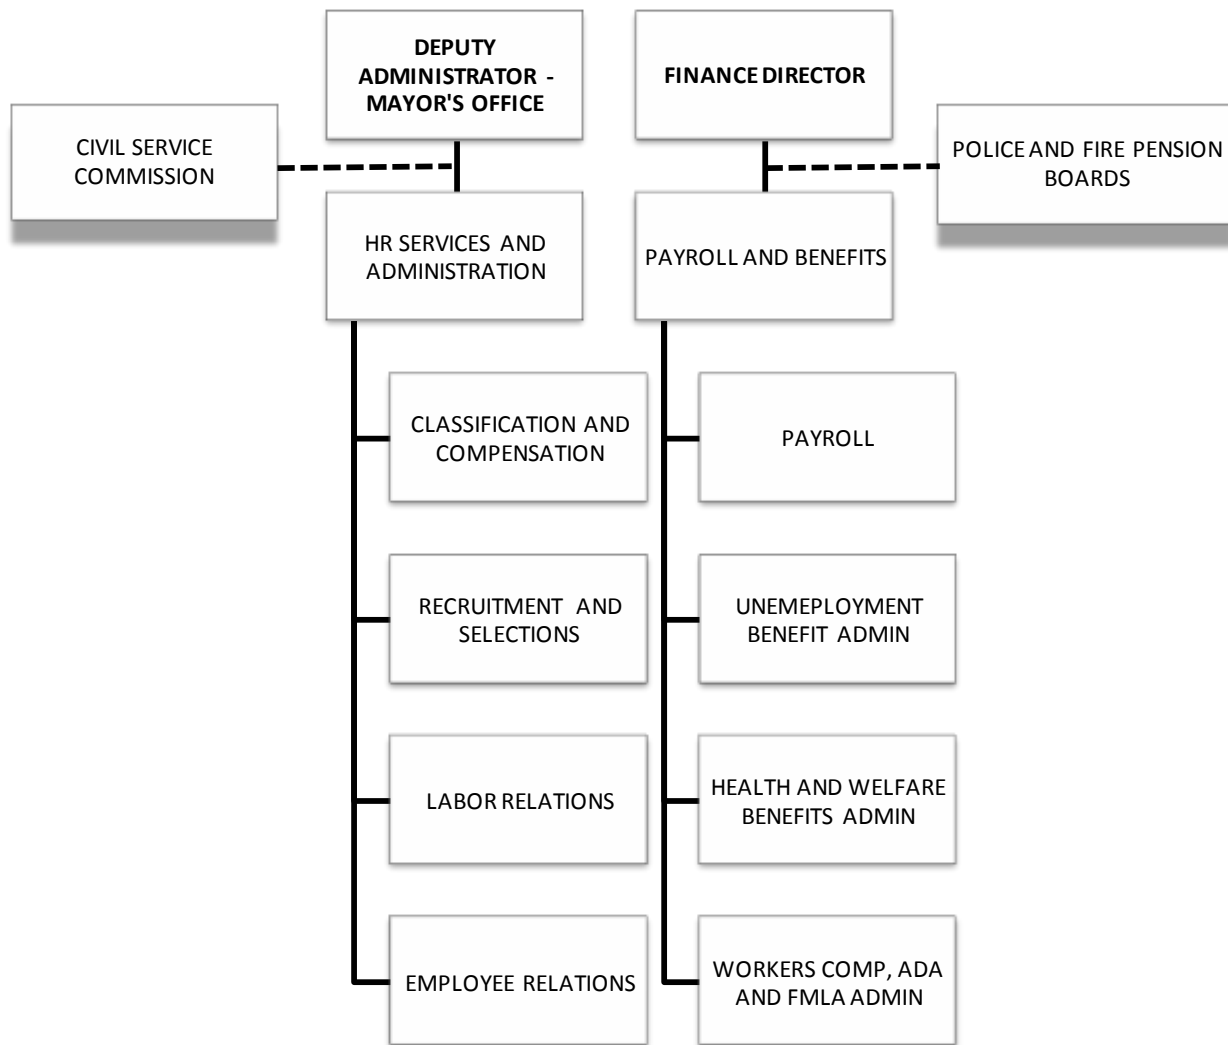 DEPUTY
ADMINISTRATOR -
MAYOR'S OFFICE
FINANCE DIRECTOR
CIVIL SERVICE
COMMISSION
POLICE AND FIRE PENSION
BOARDS
HR SERVICES AND
ADMINISTRATION
PAYROLL AND BENEFITS
CLASSIFICATION AND
COMPENSATION
PAYROLL
RECRUITMENT AND
SELECTIONS
UNEMEPLOYMENT
BENEFIT ADMIN
LABOR RELATIONS
HEALTH AND WELFARE
BENEFITS ADMIN
EMPLOYEE RELATIONS
WORKERS COMP, ADA
AND FMLA ADMIN